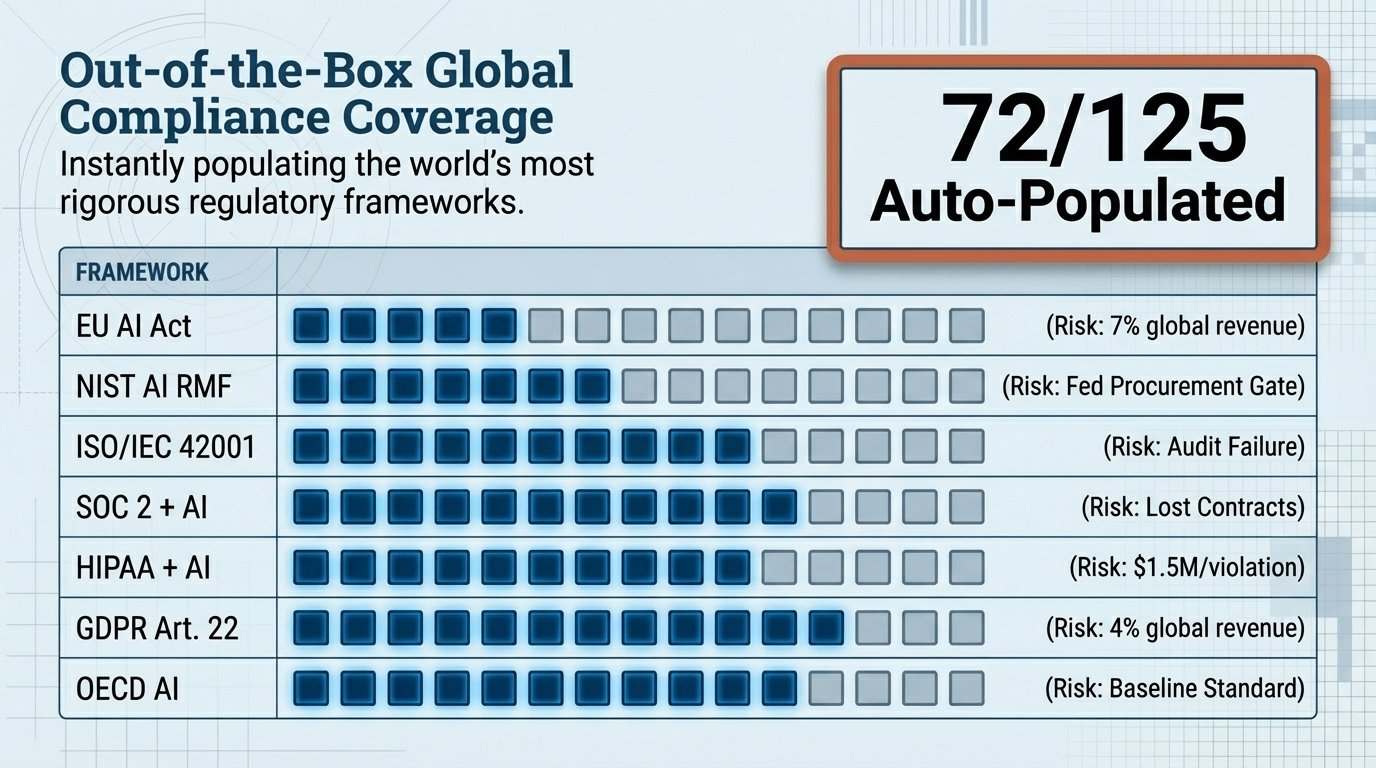 Out-of-the-Box Global
Compliance Coverage
Instantly populating the world's most
rigorous regulatory frameworks.
72/125
Auto-Populated
FRAMEWORK
EU AI Act (Risk: 7% global revenue)
NIST AI RMF (Risk: Fed Procurement Gate)
ISO/IEC 42001 (Risk: Audit Failure)
SOC 2 + AI (Risk: Lost Contracts)
HIPAA + AI (Risk: $1.5M/violation)
GDPR Art. 22 (Risk: 4% global revenue)
OECD AI (Risk: Baseline Standard)